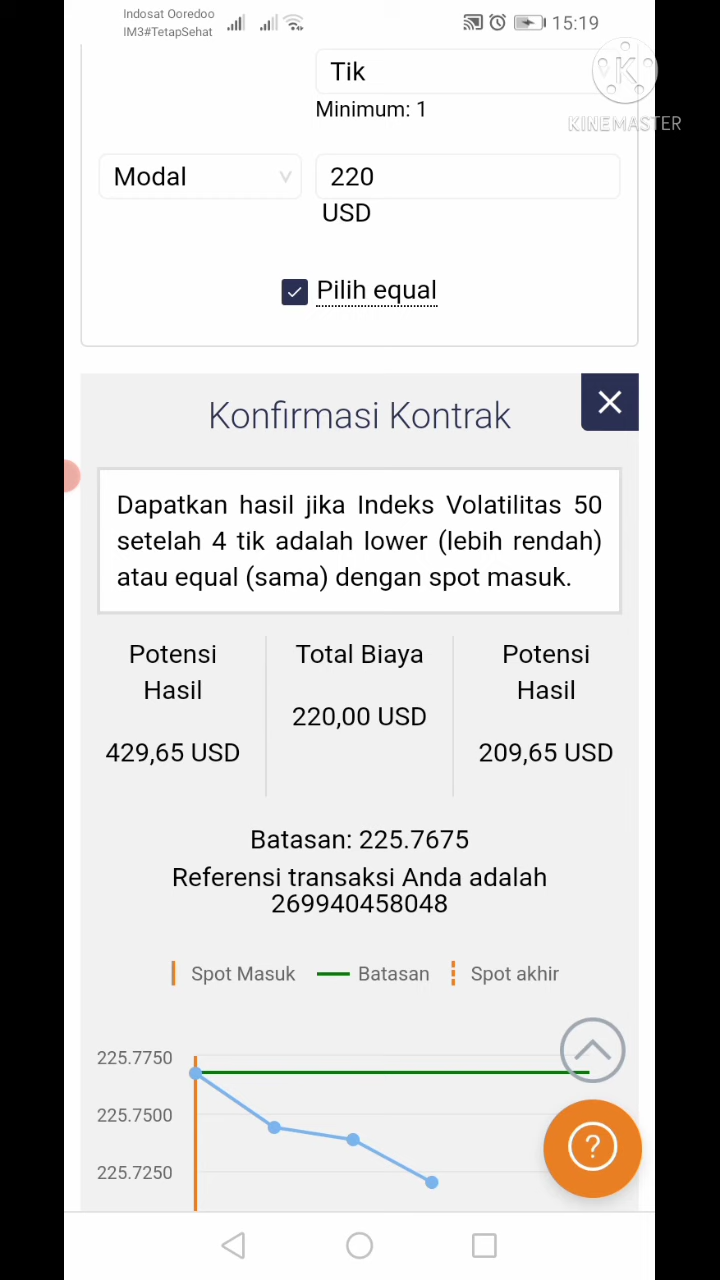 Indosat Ooredoo
IM3#TetapSehat
15:19
Tik
Minimum: 1
K
KINEMASTER
Modal
220
USD
Pilih equal
Konfirmasi Kontrak
Dapatkan hasil jika Indeks Volatilitas 50
setelah 4 tik adalah lower (lebih rendah)
atau equal (sama) dengan spot masuk.
Potensi
Hasil
429,65 USD
Total Biaya
220,00 USD
Potensi
Hasil
209,65 USD
Batasan: 225.7675
Referensi transaksi Anda adalah
269940458048
Spot Masuk
Batasan
Spot akhir
225.7750
225.7500
225.7250
?